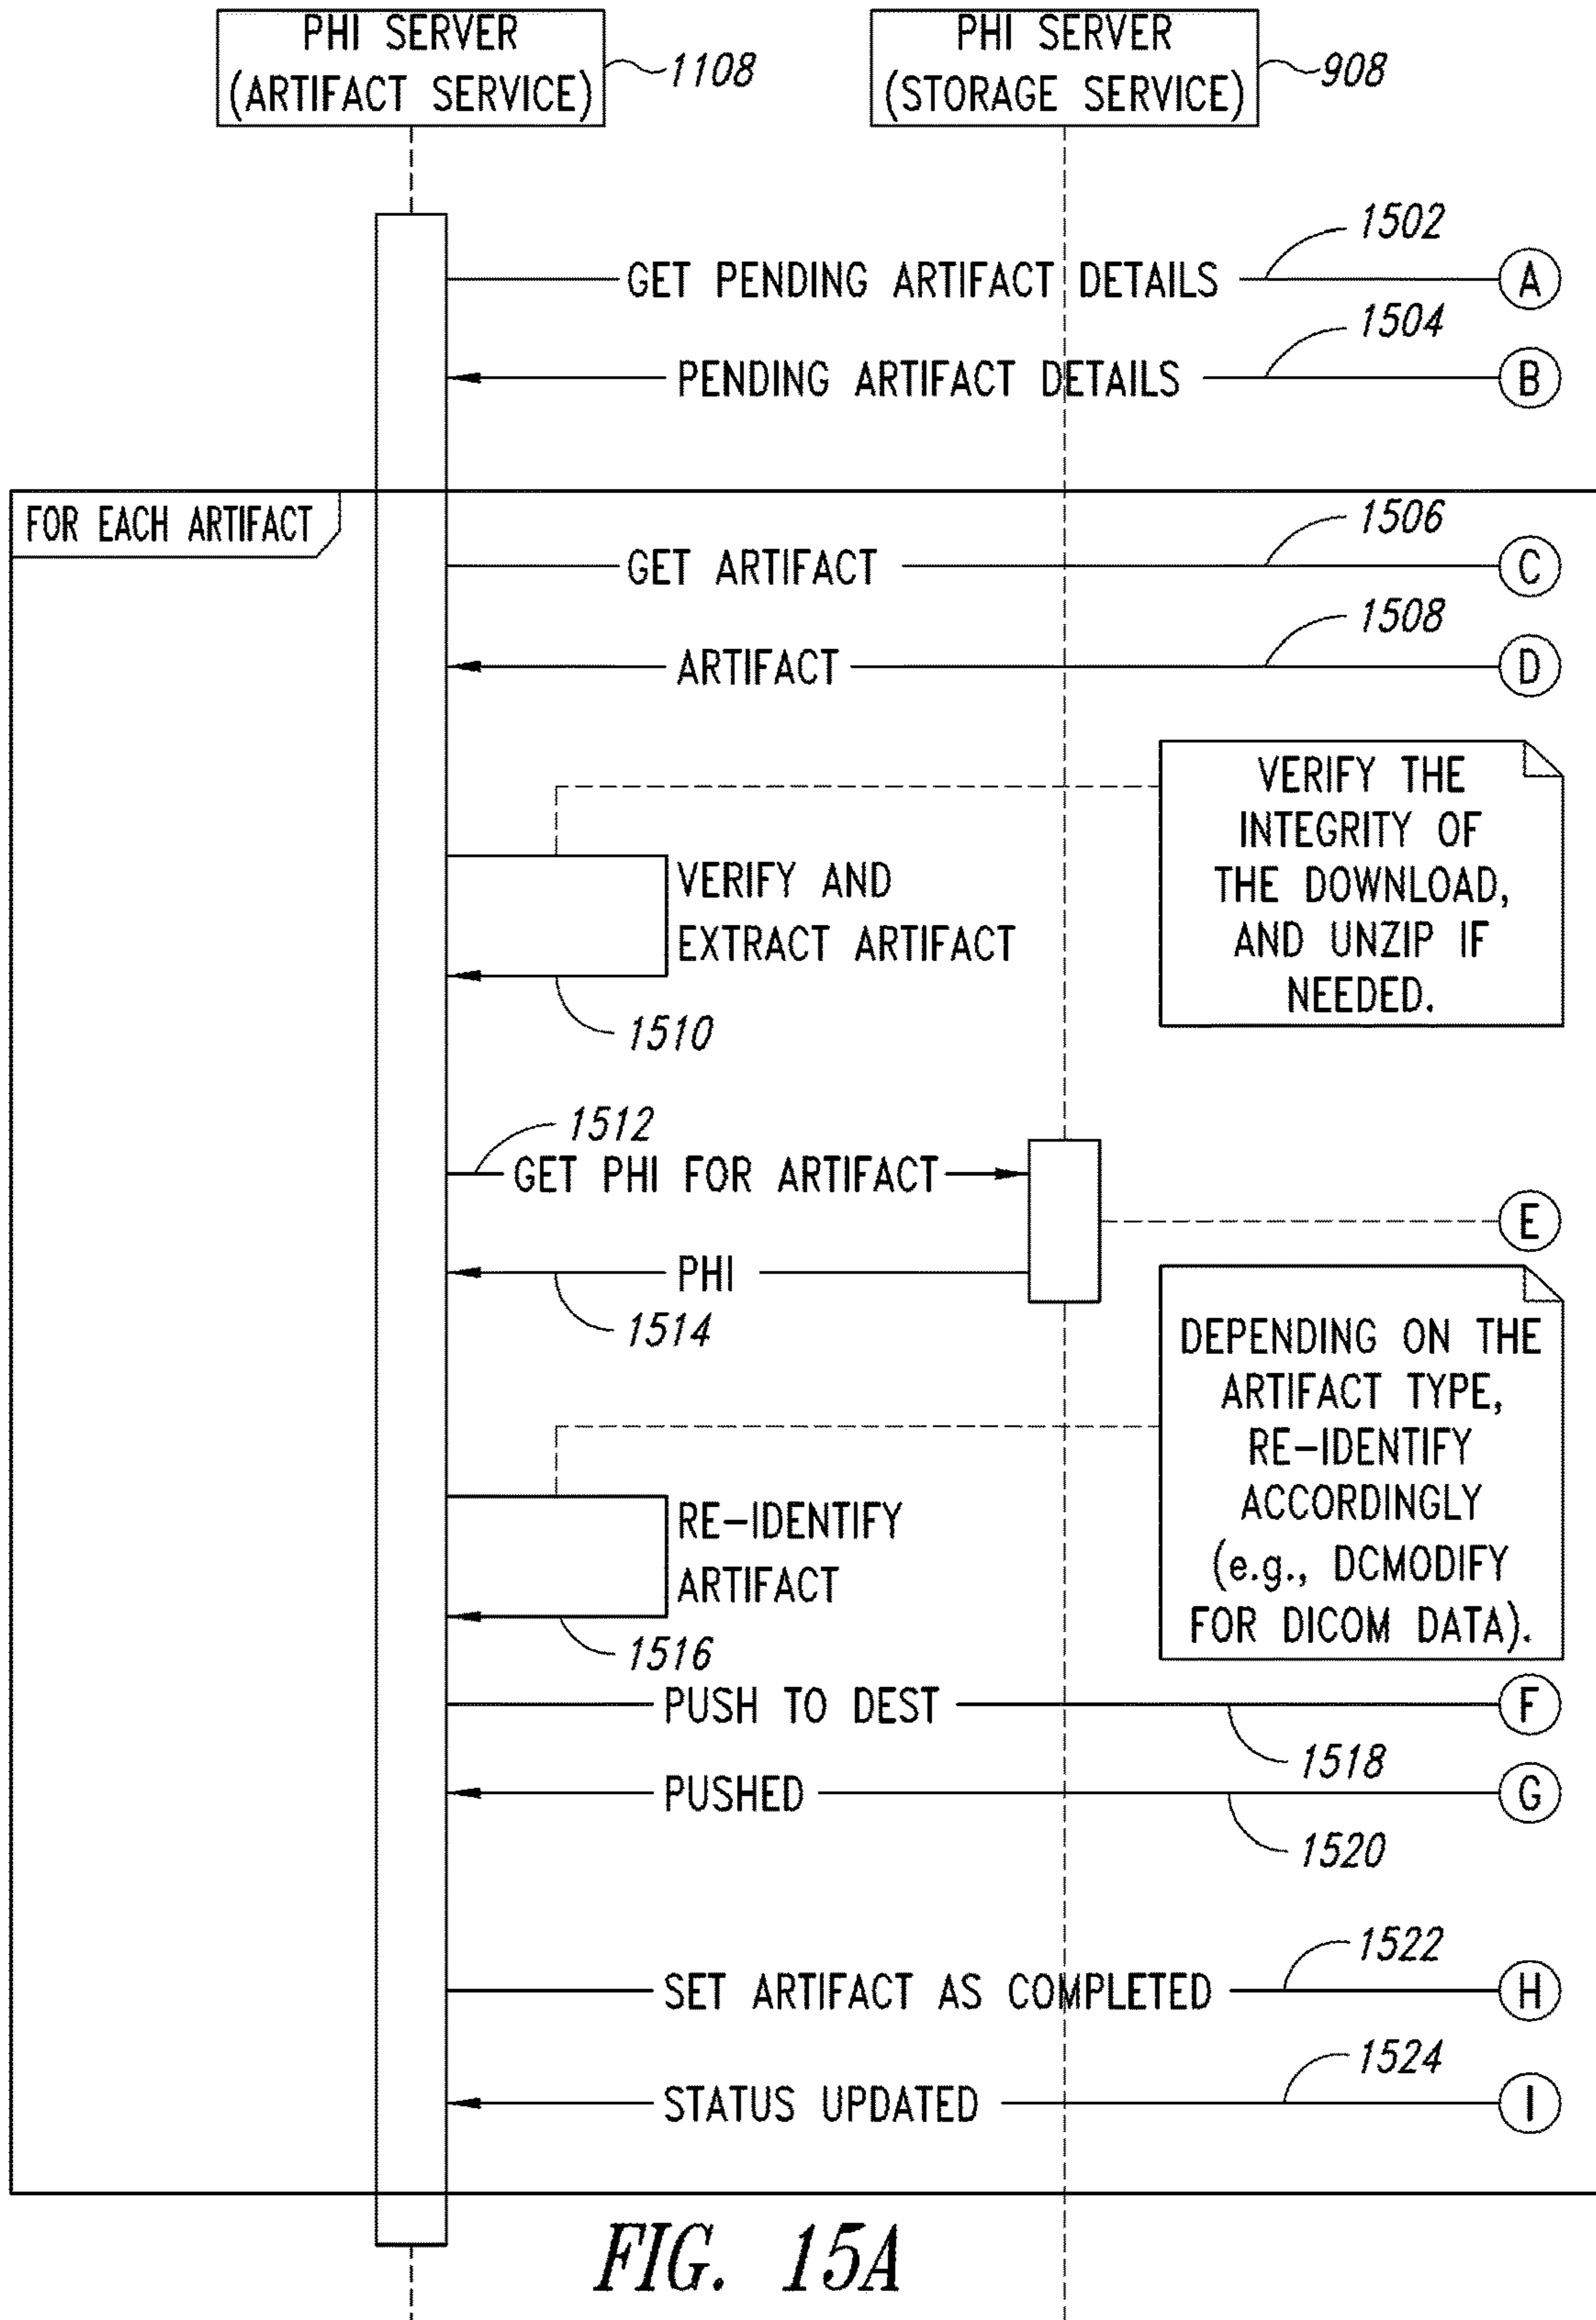 PHI SERVER
(ARTIFACT SERVICE)
1108
PHI SERVER
(STORAGE SERVICE)
908
1502
GET PENDING ARTIFACT DETAILS
A
1504
PENDING ARTIFACT DETAILS
B
FOR EACH ARTIFACT
1506
GET ARTIFACT
C
1508
ARTIFACT
D
VERIFY THE
INTEGRITY OF
THE DOWNLOAD,
AND UNZIP IF
NEEDED.
VERIFY AND
EXTRACT ARTIFACT
1510
1512
GET PHI FOR ARTIFACT
E
PHI
1514
DEPENDING ON THE
ARTIFACT TYPE,
RE-IDENTIFY
ACCORDINGLY
(e.g., DCMODIFY
FOR DICOM DATA).
RE-IDENTIFY
ARTIFACT
1516
PUSH TO DEST
F
1518
PUSHED
G
1520
1522
SET ARTIFACT AS COMPLETED
H
1524
STATUS UPDATED
I
FIG. 15A